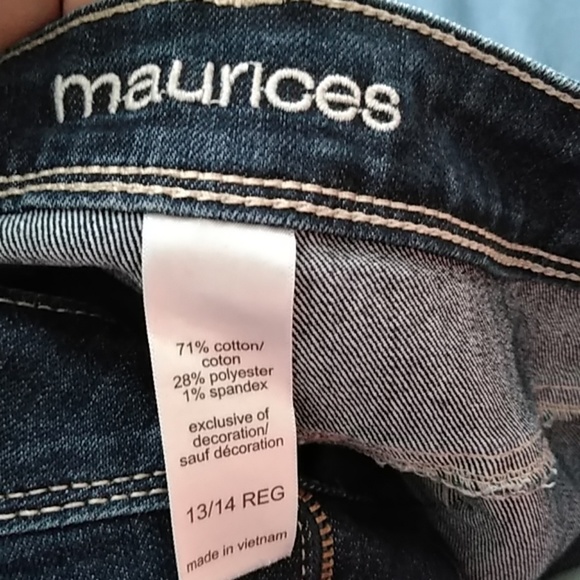 maurices
71% cotton/
coton
28% polyester
1% spandex
exclusive of
decoration/
sauf décoration
13/14 REG
made in vietnam